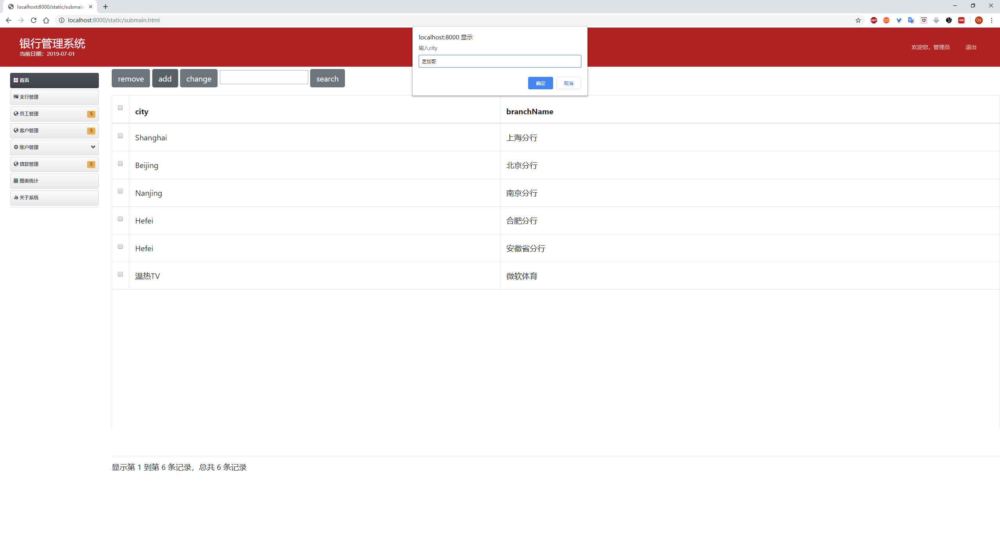 localhost:8000/static/submain
localhost:8000/static/submain.html
ABP
CORS
Qy
银行管理系统
当前日期：2019-07-01
localhost:8000 显示
输入city
芝加哥
确定 取消
欢迎您，管理员 退出
首页
支行管理
员工管理 5
客户管理 5
账户管理
贷款管理 5
图表统计
关于系统
remove add change search
city branchName
Shanghai 上海分行
Beijing 北京分行
Nanjing 南京分行
Hefei 合肥分行
Hefei 安徽省分行
温热TV 微软体育
显示第 1 到第 6 条记录，总共 6 条记录